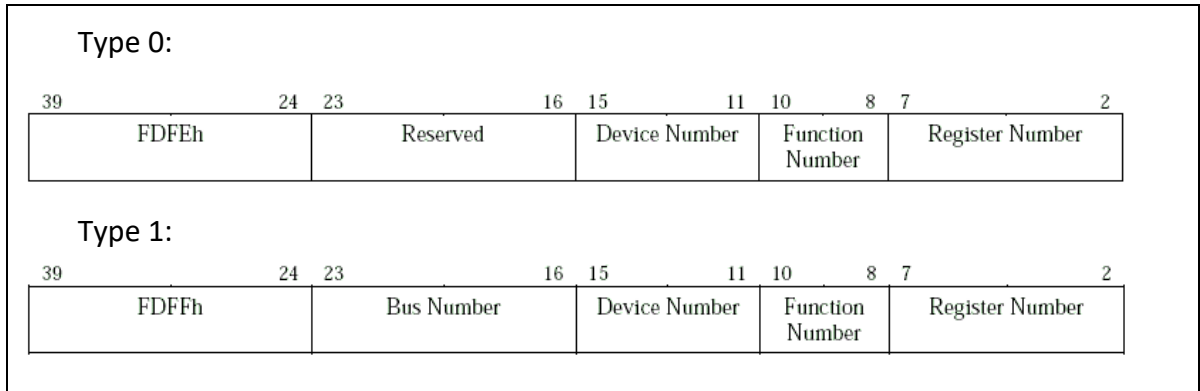 Type 0:
39 24 23 16 15 11 10 8 7 2
FDFEh Reserved Device Number Function Register Number
Number
Type 1:
39 24 23 16 15 11 10 8 7 2
FDFFh Bus Number Device Number Function Register Number
Number